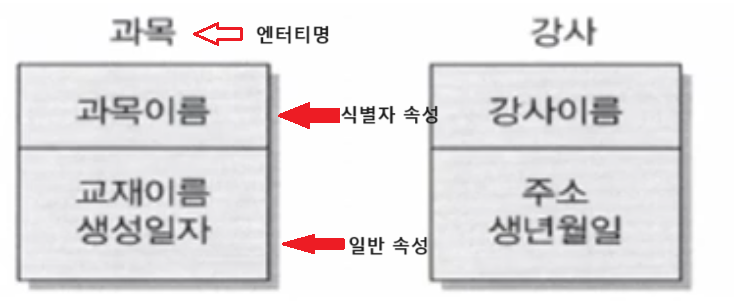 과목
엔터티명
강사
과목이름
식별자 속성
강사이름
교재이름
생성일자
일반 속성
주소
생년월일